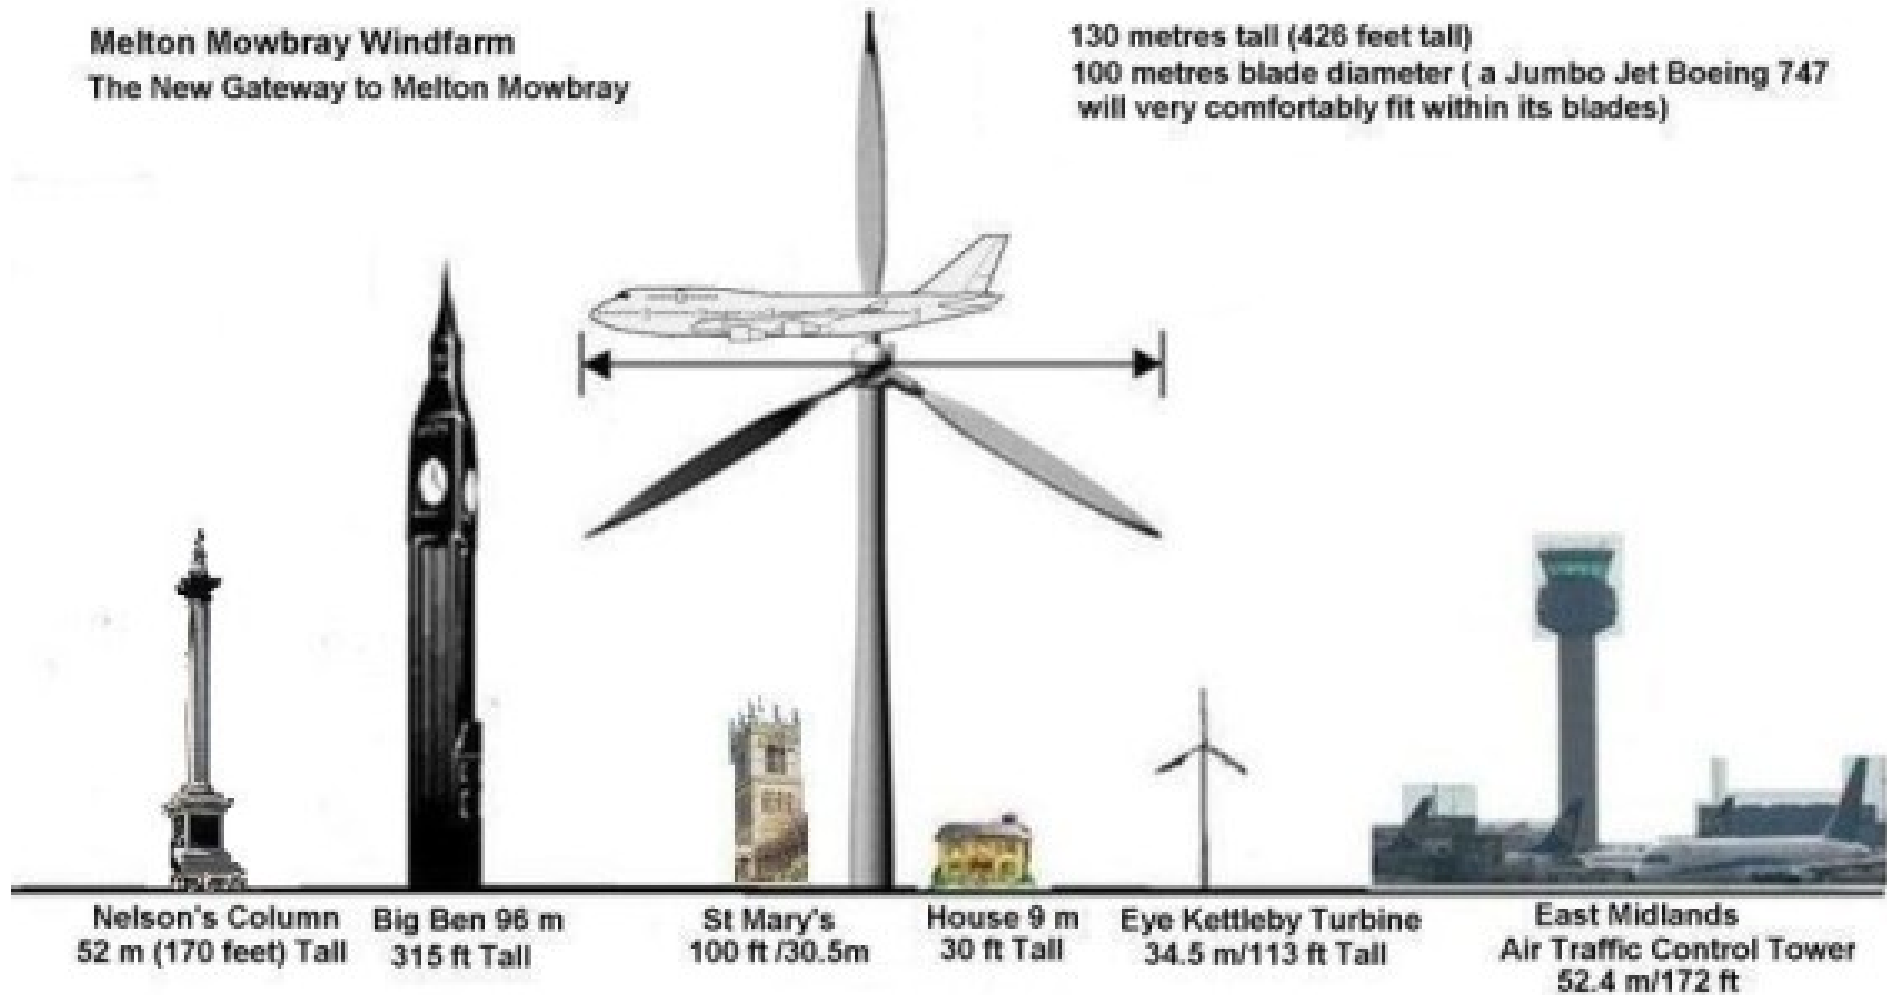 Melton Mowbray Windfarm
The New Gateway to Melton Mowbray
130 metres tall (426 feet tall)
100 metres blade diameter ( a Jumbo Jet Boeing 747
will very comfortably fit within its blades)
Nelson's Column
52 m (170 feet) Tall
Big Ben 96 m
315 ft Tall
St Mary's
100 ft /30.5m
House 9 m
30 ft Tall
Eye Kettleby Turbine
34.5 m/113 ft Tall
East Midlands
Air Traffic Control Tower
52.4 m/172 ft